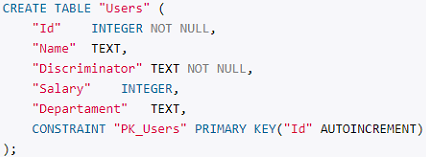 CREATE TABLE "Users" (
"Id" INTEGER NOT NULL,
"Name" TEXT,
"Discriminator" TEXT NOT NULL,
"Salary" INTEGER,
"Departament" TEXT,
CONSTRAINT "PK_Users" PRIMARY KEY("Id" AUTOINCREMENT)
);